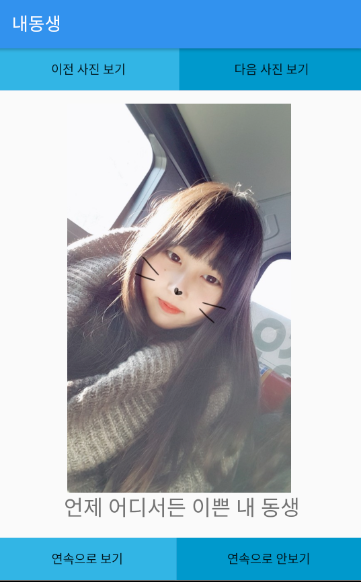 내동생
이전 사진 보기 다음 사진 보기
언제 어디서든 이쁜 내 동생
연속으로 보기 연속으로 안보기